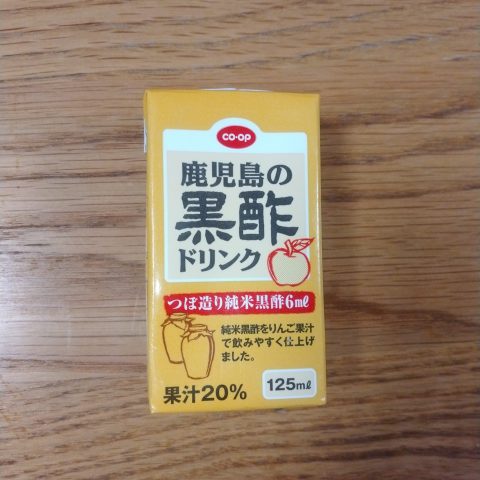 CO·OP
鹿児島の
黒酢
ドリンク
つぼ造り純米黒酢6mℓ
純米黒酢をりんご果汁
で飲みやすく仕上げ
ました。
果汁20%
125mℓ